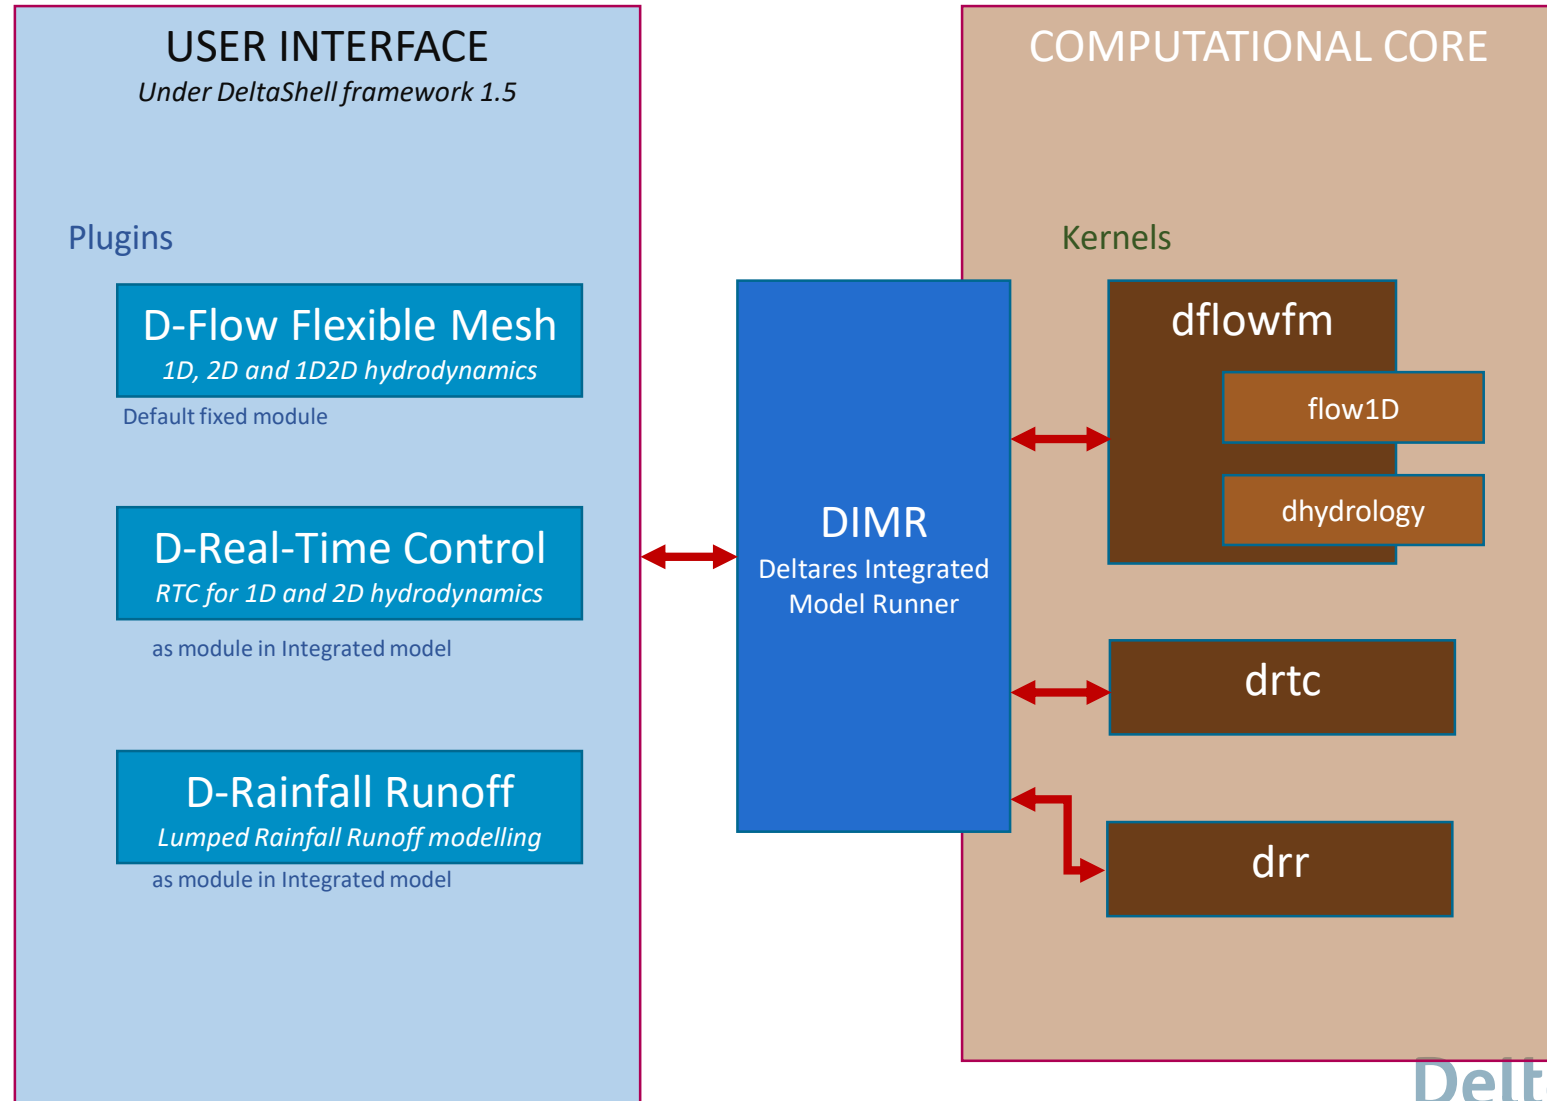 USER INTERFACE
Under DeltaShell framework 1.5
Plugins
D-Flow Flexible Mesh
1D, 2D and 1D2D hydrodynamics
Default fixed module
D-Real-Time Control
RTC for 1D and 2D hydrodynamics
as module in Integrated model
D-Rainfall Runoff
Lumped Rainfall Runoff modelling
as module in Integrated model
DIMR
Deltares Integrated
Model Runner
COMPUTATIONAL CORE
Kernels
dflowfm
flow1D
dhydrology
drtc
drr